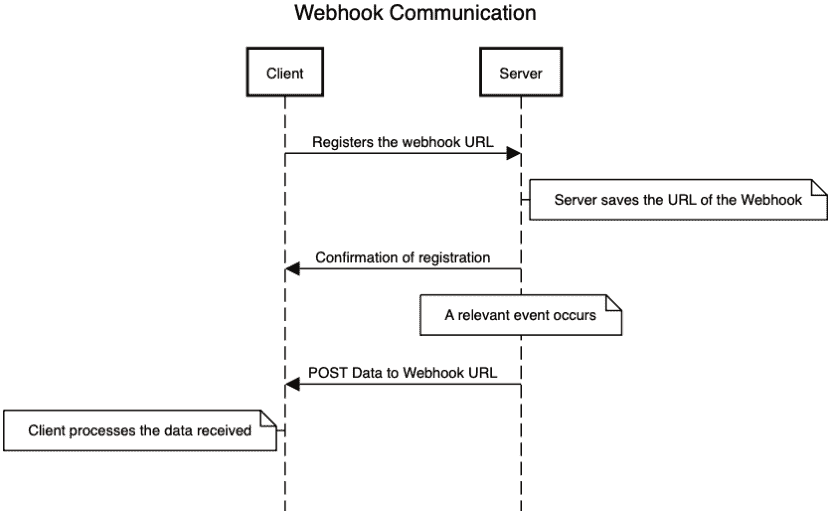 Webhook Communication
Client
Server
Registers the webhook URL
Server saves the URL of the Webhook
Confirmation of registration
A relevant event occurs
POST Data to Webhook URL
Client processes the data received